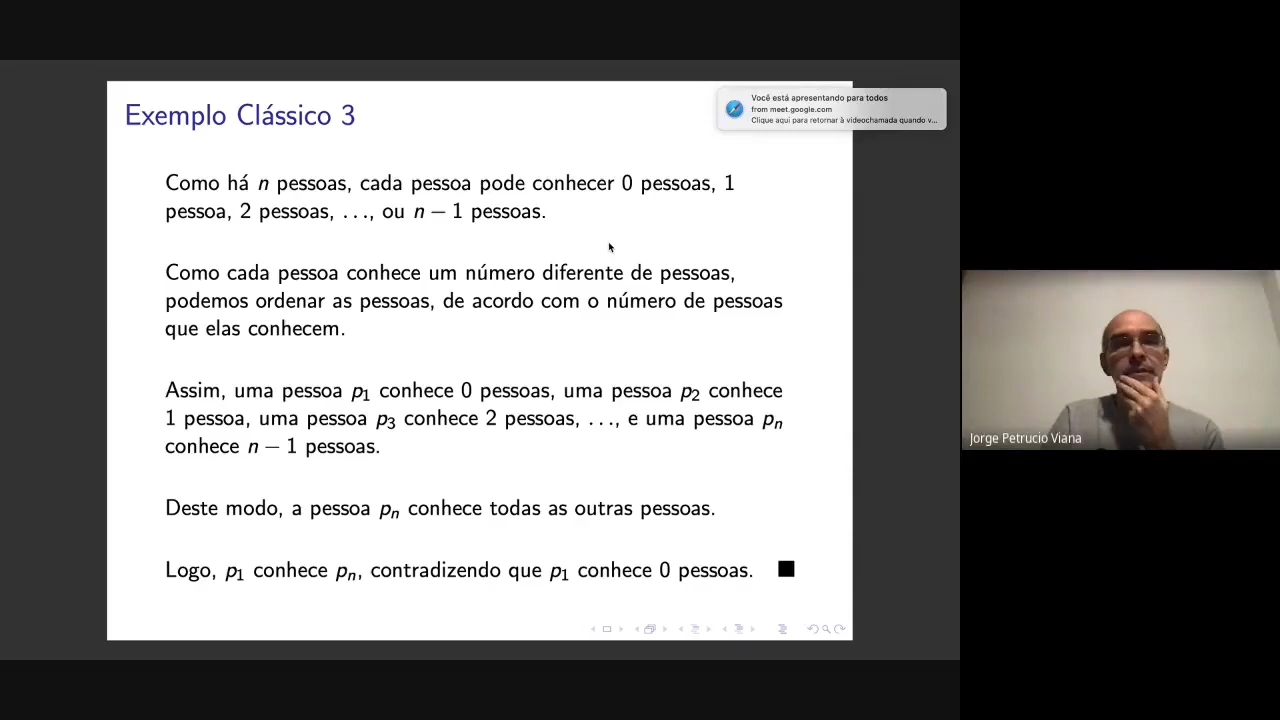 Exemplo Clássico 3
Você está apresentando para todos
from meet.google.com
Clique aqui para retornar à videochamada quando v...
Como há n pessoas, cada pessoa pode conhecer 0 pessoas, 1
pessoa, 2 pessoas, ..., ou n − 1 pessoas.
Como cada pessoa conhece um número diferente de pessoas,
podemos ordenar as pessoas, de acordo com o número de pessoas
que elas conhecem.
Assim, uma pessoa p₁ conhece 0 pessoas, uma pessoa p₂ conhece
1 pessoa, uma pessoa p₃ conhece 2 pessoas, ..., e uma pessoa pₙ
conhece n − 1 pessoas.
Deste modo, a pessoa pₙ conhece todas as outras pessoas.
Logo, p₁ conhece pₙ, contradizendo que p₁ conhece 0 pessoas. ■
Jorge Petrucio Viana